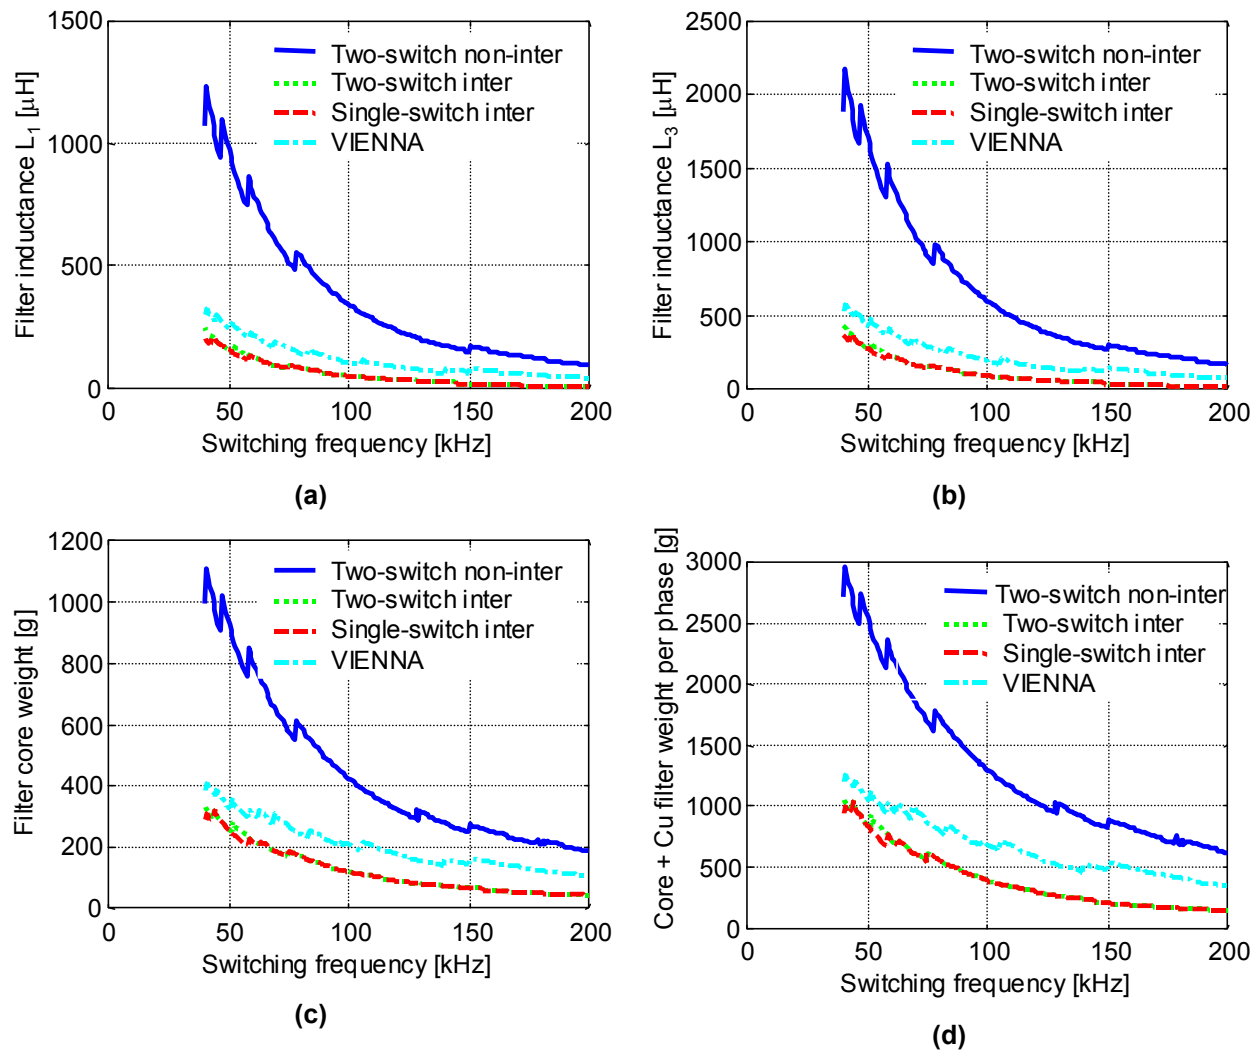 1500
1000
500
0
0
50
100
150
200
Filter inductance L1 [µH]
Switching frequency [kHz]
Two-switch non-inter
Two-switch inter
Single-switch inter
VIENNA
(a)
2500
2000
1500
1000
500
0
0
50
100
150
200
Filter inductance L3 [µH]
Switching frequency [kHz]
Two-switch non-inter
Two-switch inter
Single-switch inter
VIENNA
(b)
1200
1000
800
600
400
200
0
0
50
100
150
200
Filter core weight [g]
Switching frequency [kHz]
Two-switch non-inter
Two-switch inter
Single-switch inter
VIENNA
(c)
3000
2500
2000
1500
1000
500
0
0
50
100
150
200
Core + Cu filter weight per phase [g]
Switching frequency [kHz]
Two-switch non-inter
Two-switch inter
Single-switch inter
VIENNA
(d)